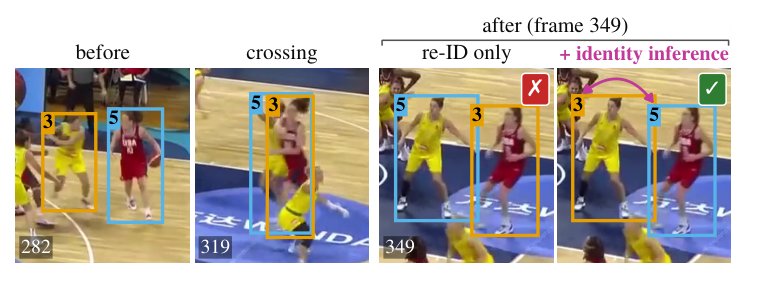 after (frame 349)
before
crossing
re-ID only
+ identity inference
3
5
282
5
3
319
5
3
✗
349
3
5
✓